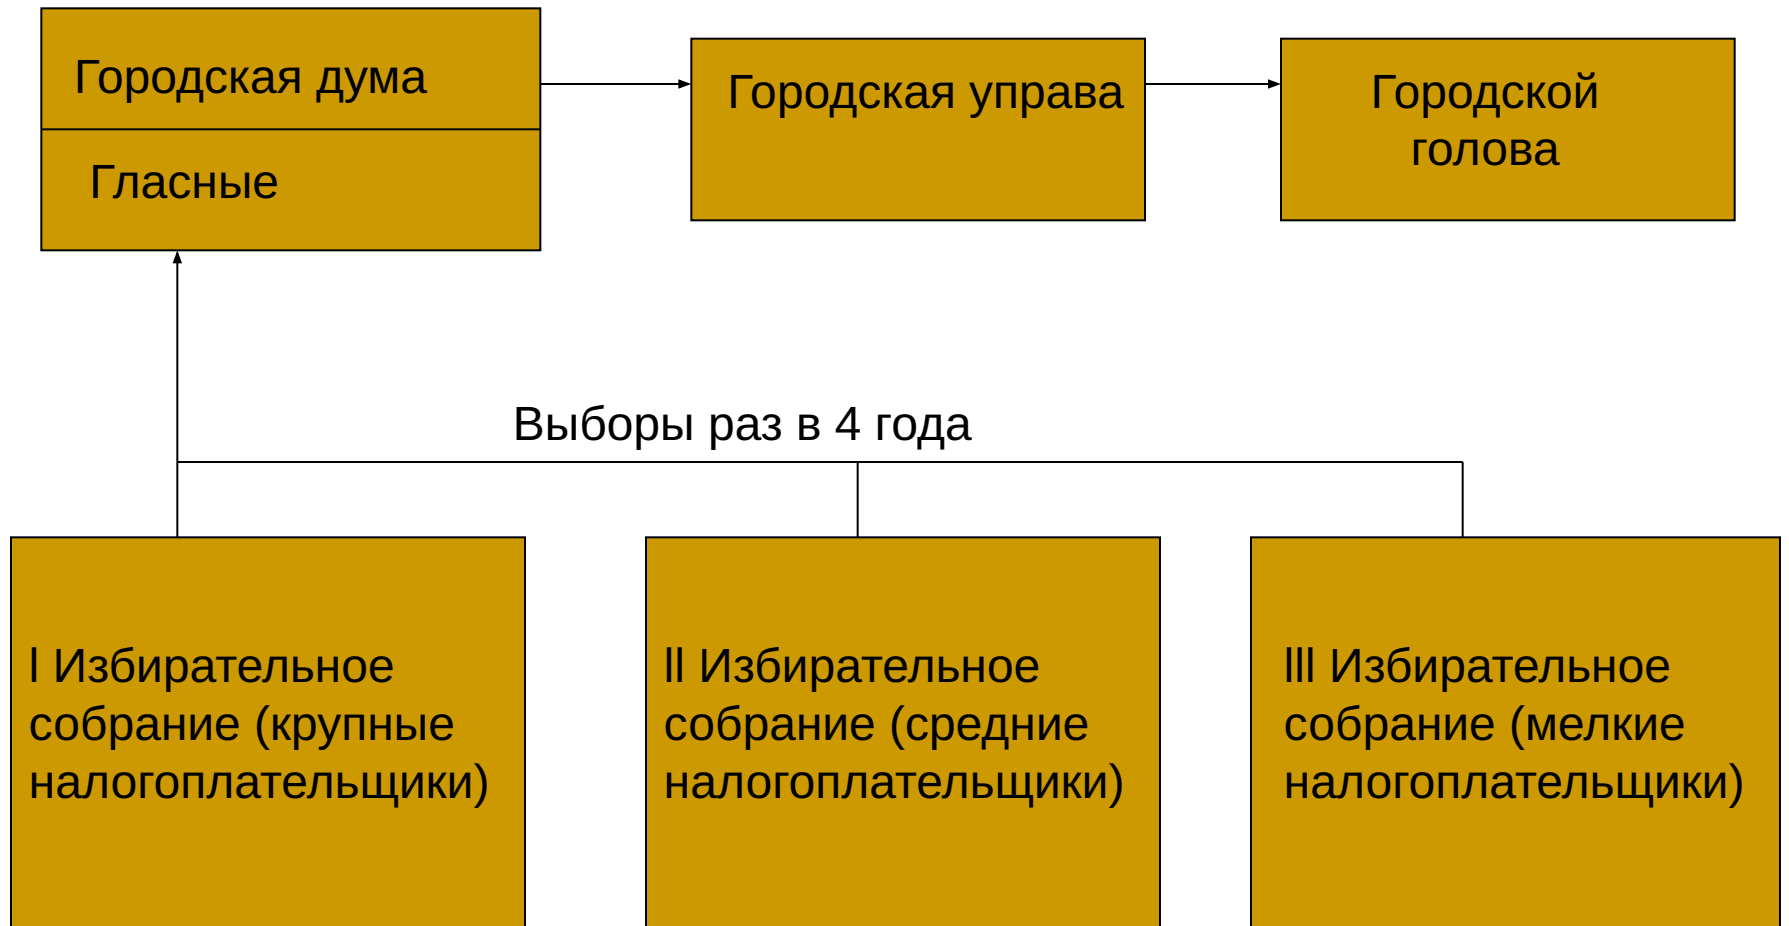 Городская дума
Гласные
Городская управа
Городской
голова
Выборы раз в 4 года
I Избирательное
собрание (крупные
налогоплательщики)
II Избирательное
собрание (средние
налогоплательщики)
III Избирательное
собрание (мелкие
налогоплательщики)